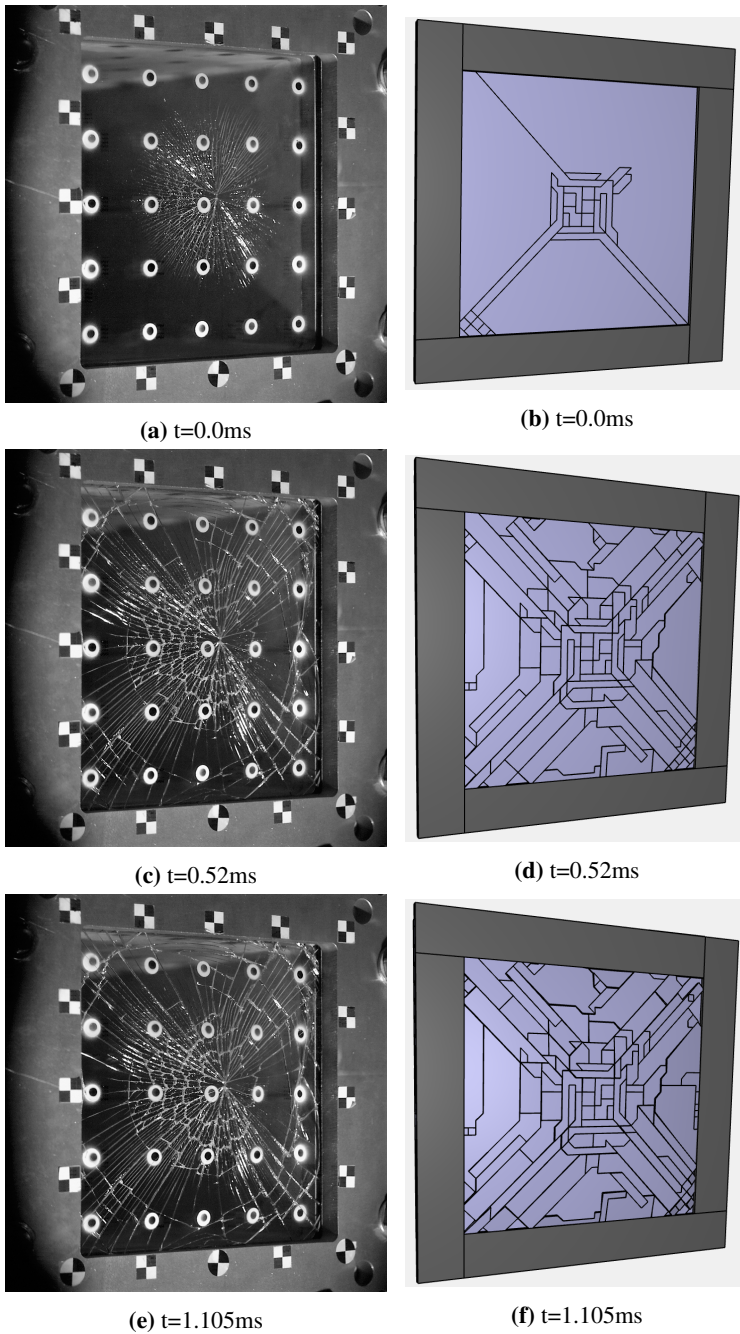 (a) t=0.0ms
(b) t=0.0ms
(c) t=0.52ms
(d) t=0.52ms
(e) t=1.105ms
(f) t=1.105ms